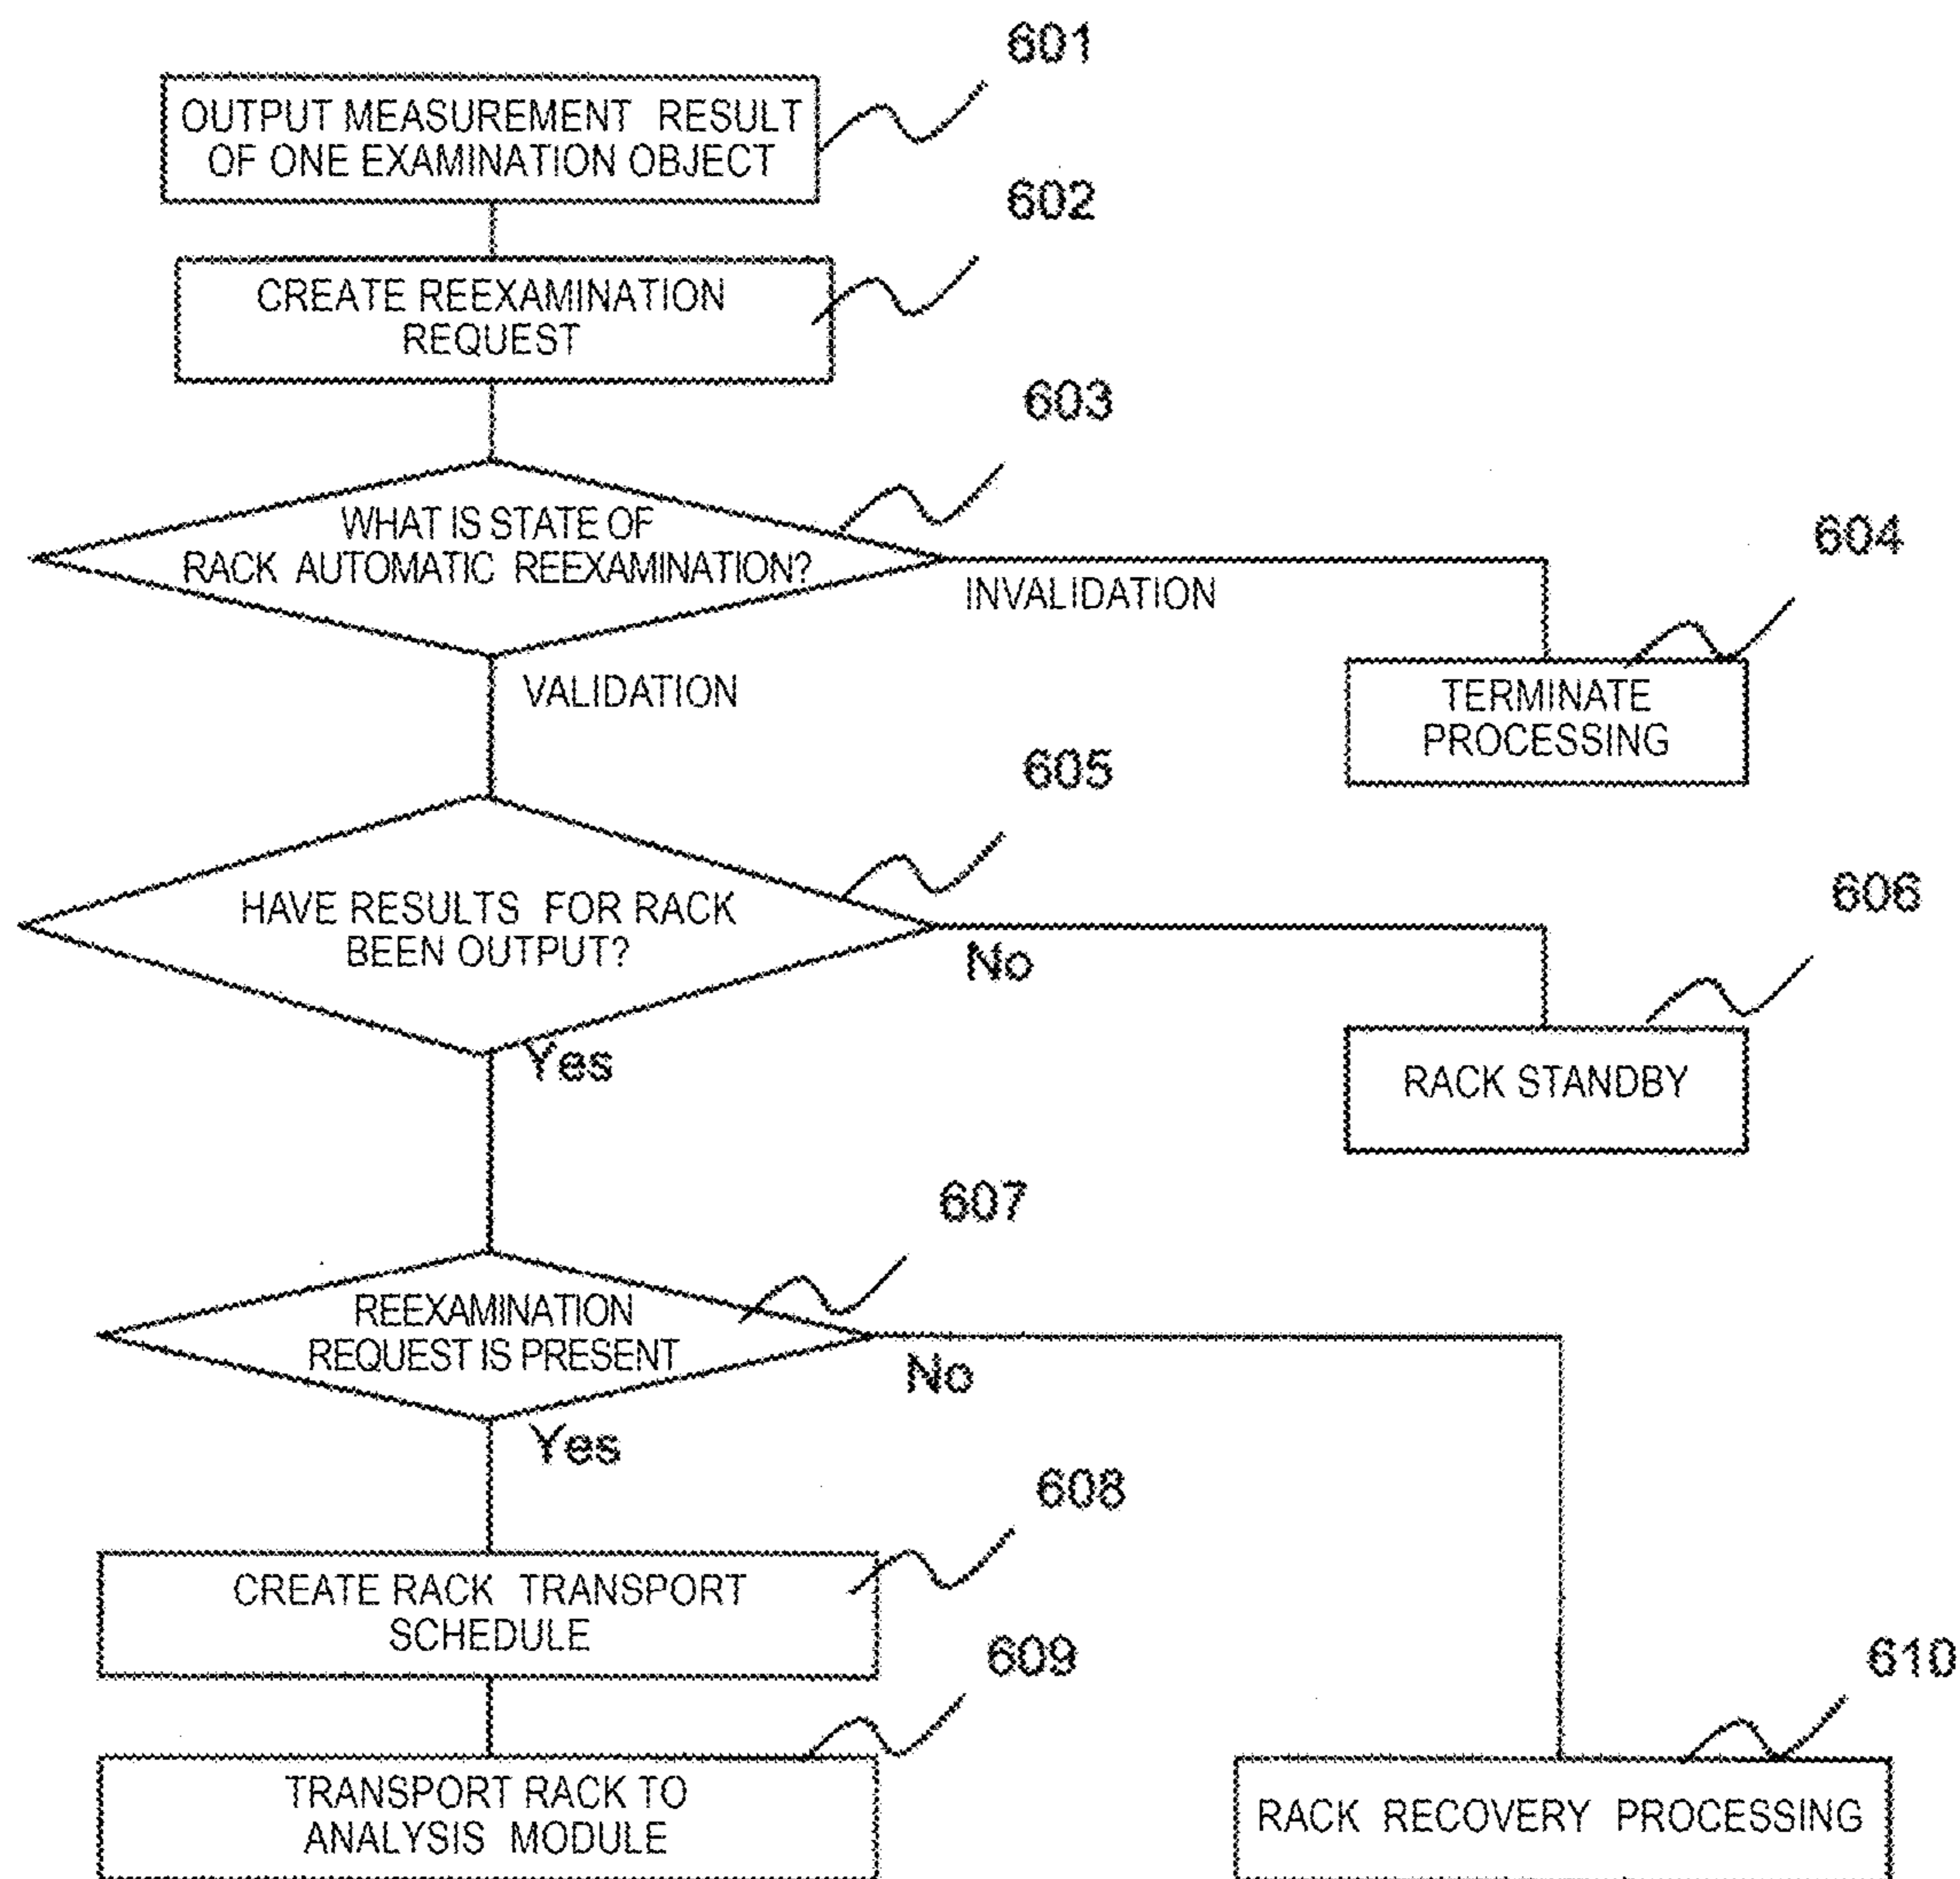 601
OUTPUT MEASUREMENT RESULT
OF ONE EXAMINATION OBJECT
602
CREATE REEXAMINATION
REQUEST
603
WHAT IS STATE OF
RACK AUTOMATIC REEXAMINATION?
INVALIDATION
604
TERMINATE
PROCESSING
VALIDATION
605
HAVE RESULTS FOR RACK
BEEN OUTPUT?
No
606
RACK STANDBY
Yes
607
REEXAMINATION
REQUEST IS PRESENT
No
Yes
608
CREATE RACK TRANSPORT
SCHEDULE
609
TRANSPORT RACK TO
ANALYSIS MODULE
610
RACK RECOVERY PROCESSING